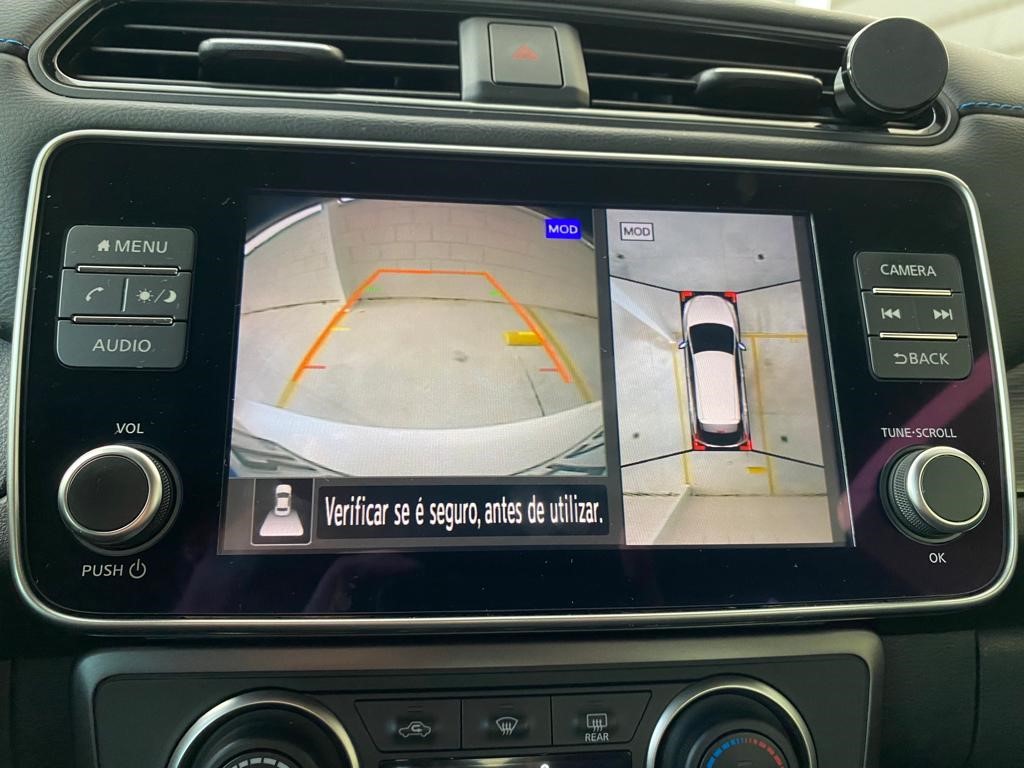 MENU
AUDIO
VOL
PUSH
MOD
MOD
Verificar se é seguro, antes de utilizar.
CAMERA
BACK
TUNE·SCROLL
OK
REAR